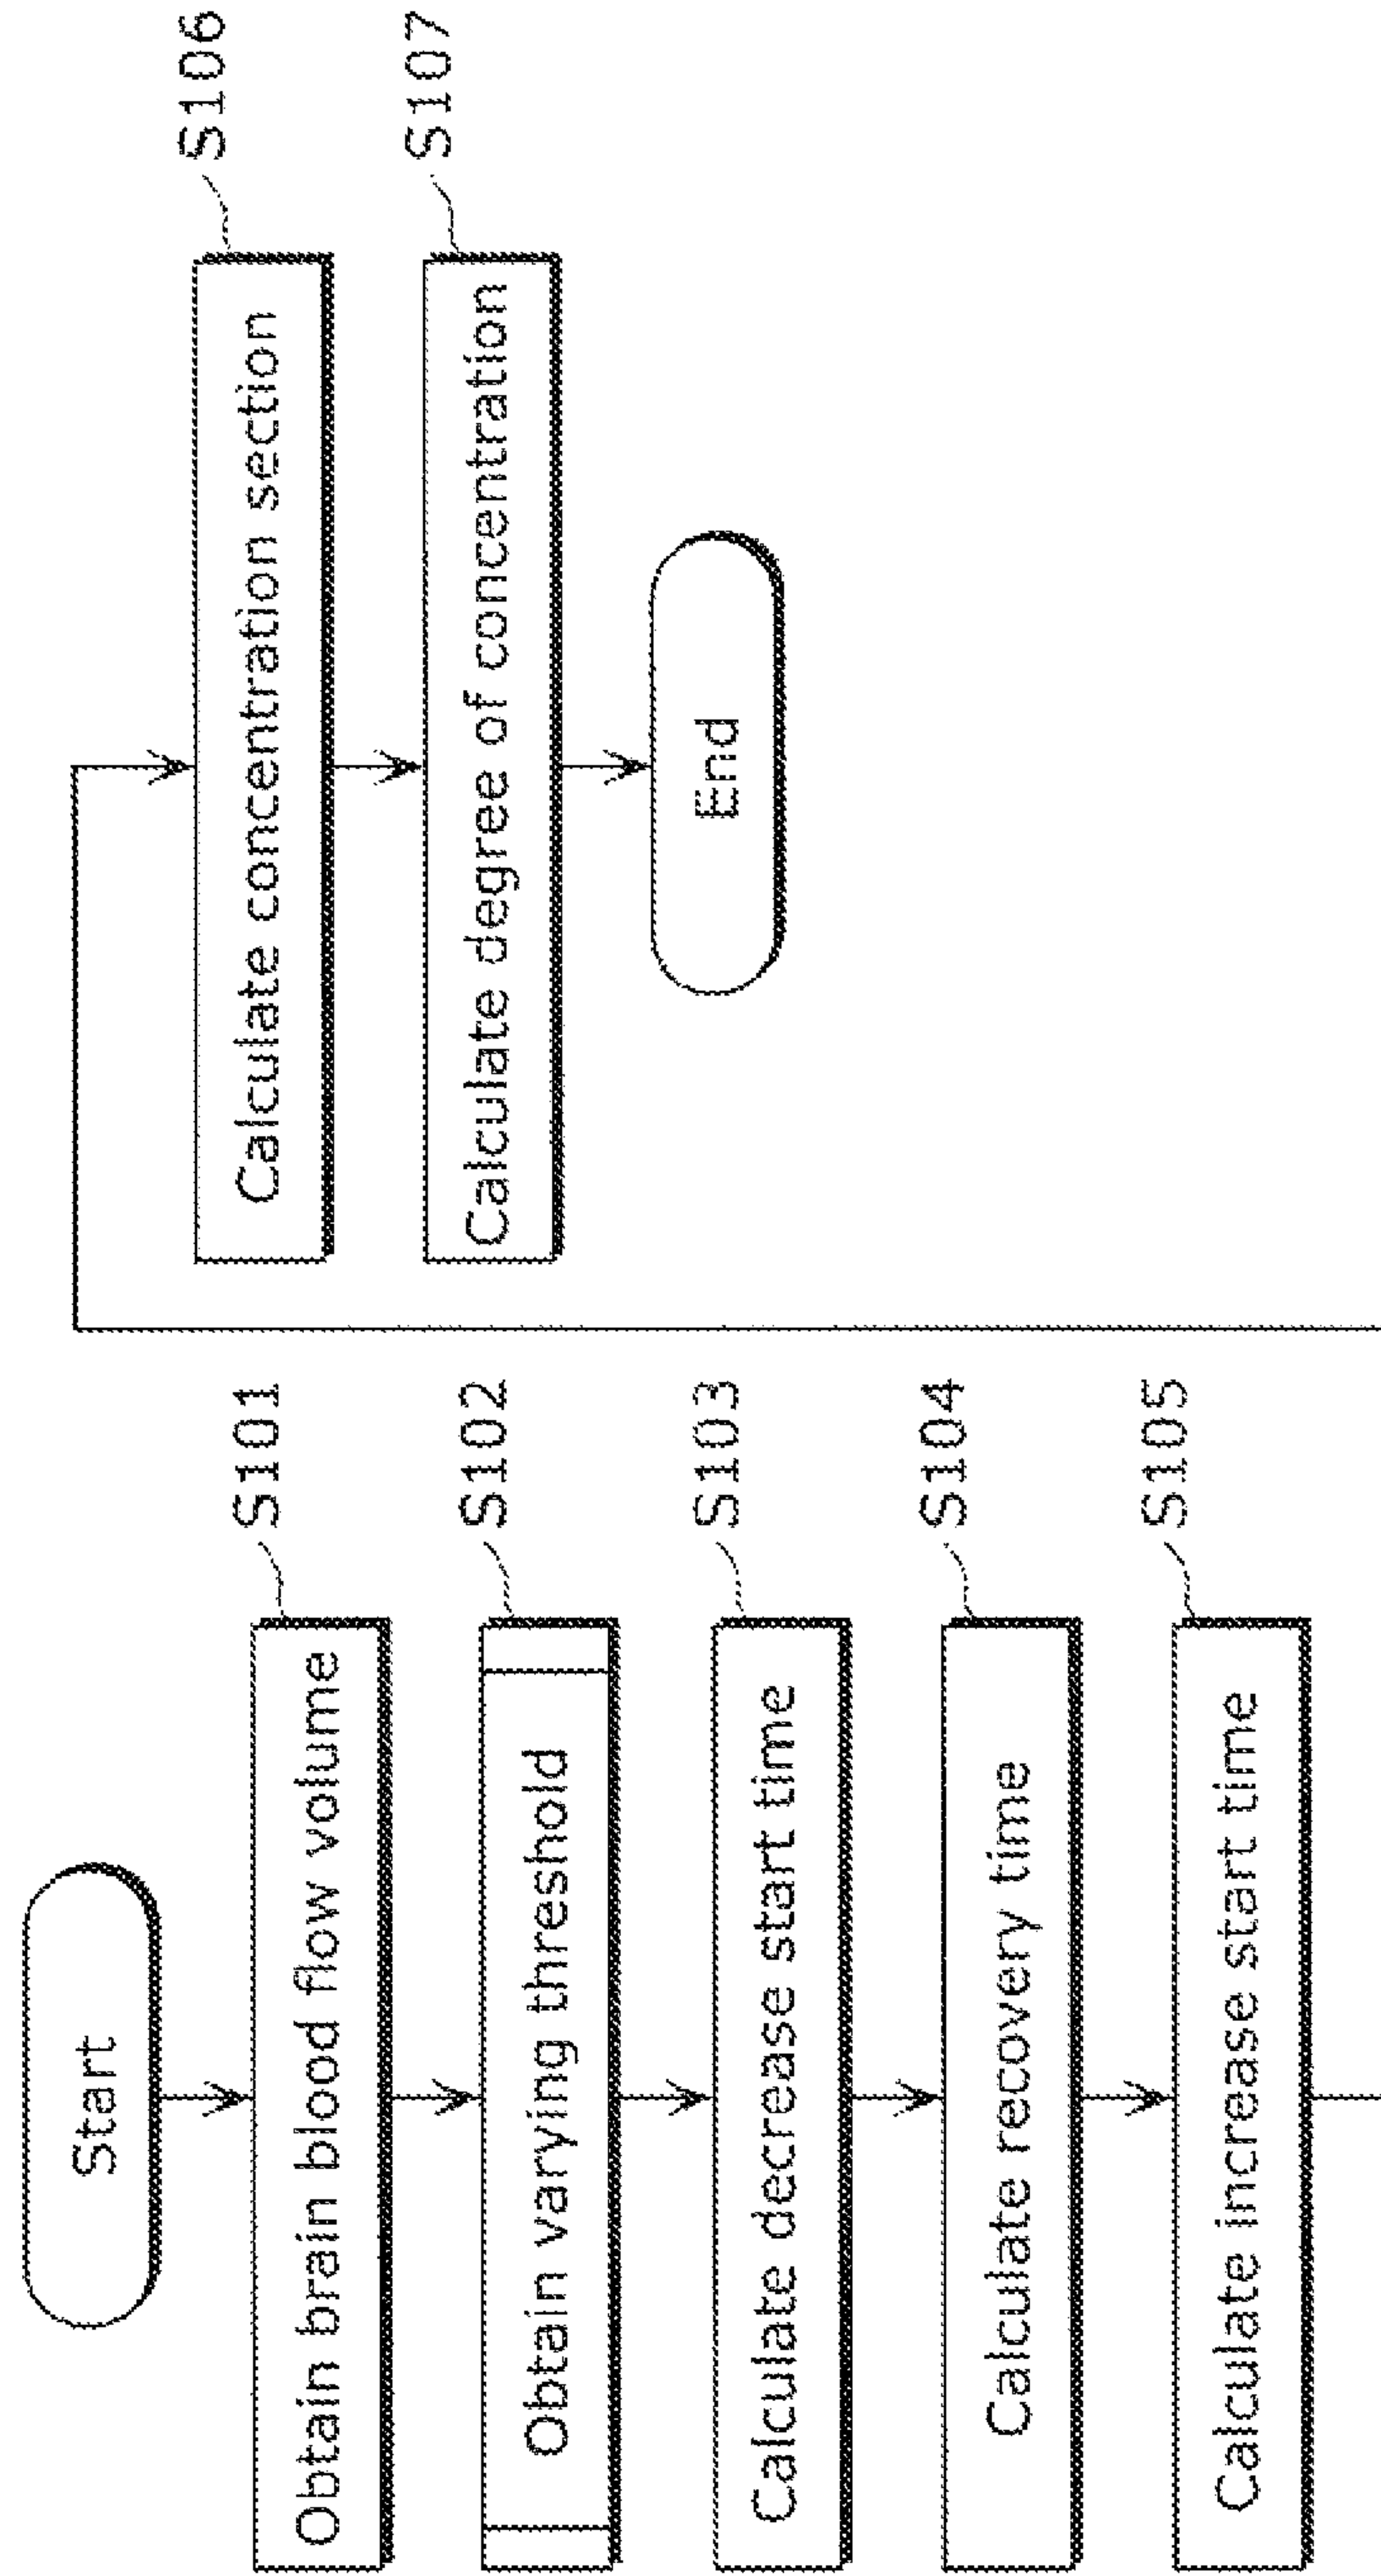 Start
Obtain brain blood flow volume
S101
Obtain varying threshold
S102
Calculate decrease start time
S103
Calculate recovery time
S104
Calculate increase start time
S105
Calculate concentration section
S106
Calculate degree of concentration
S107
End